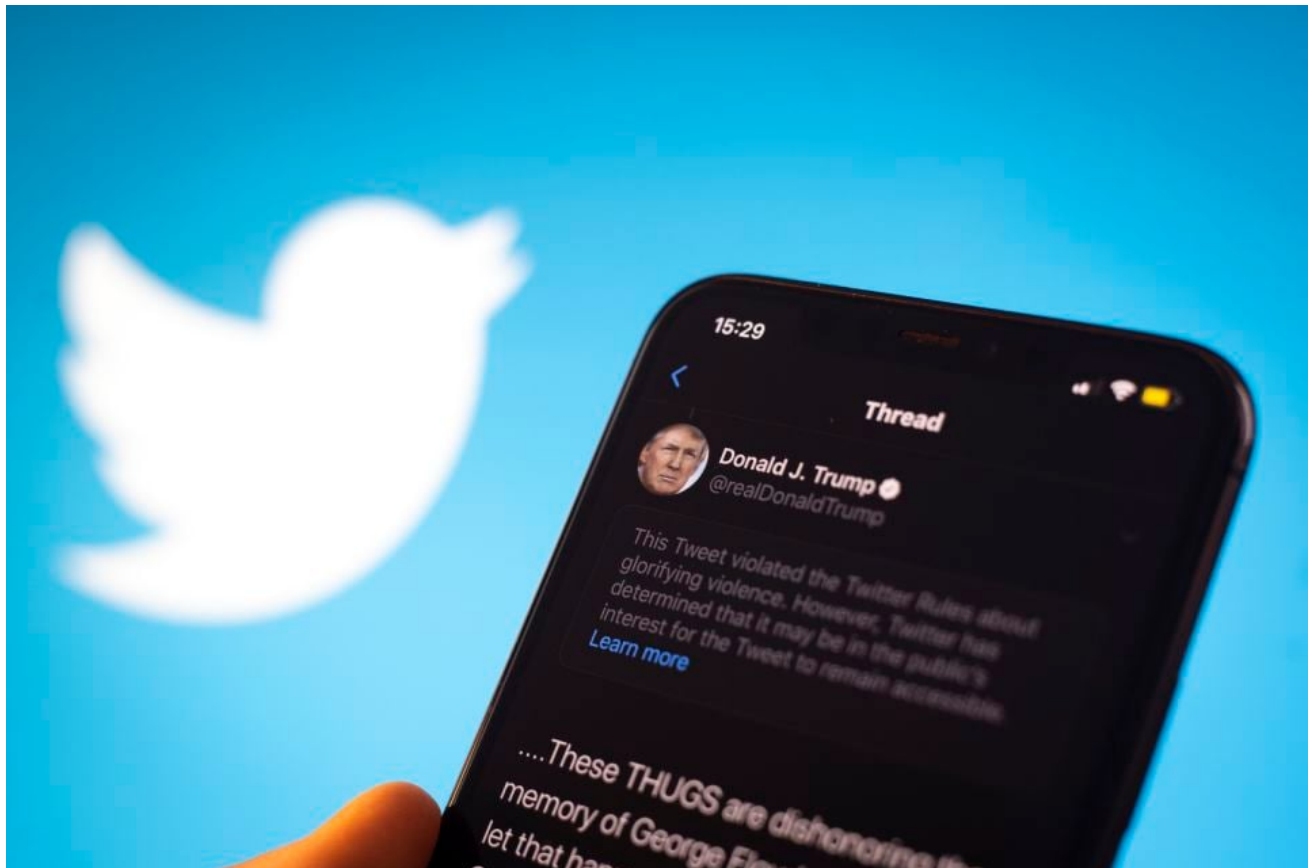 15:29
Thread
Donald J. Trump
@realDonaldTrump
This Tweet violated the Twitter Rules about
glorifying violence. However, Twitter has
determined that it may be in the public's
interest for the Tweet to remain accessible.
Learn more
....These THUGS are dishonoring the
memory of George
let that